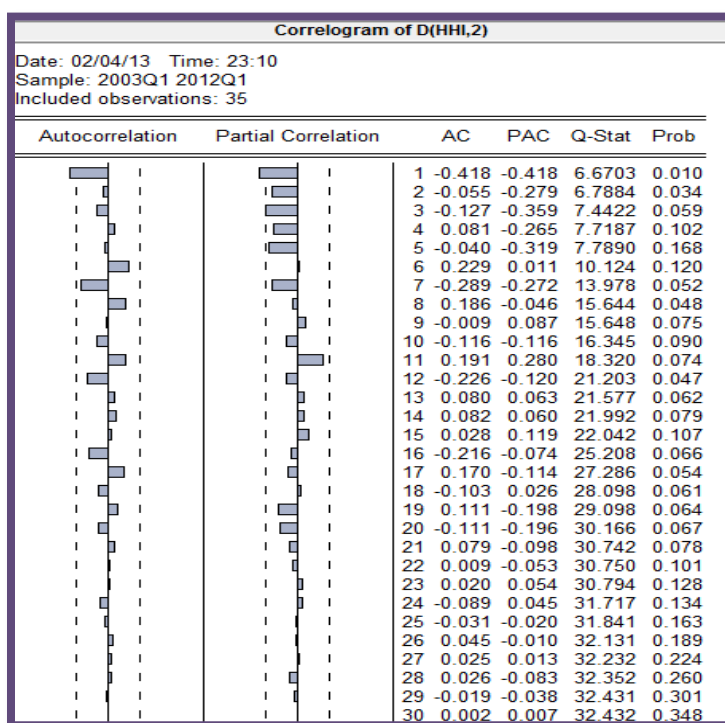 Correlogram of D(HHI,2)
Date: 02/04/13 Time: 23:10
Sample: 2003Q1 2012Q1
Included observations: 35
Autocorrelation Partial Correlation AC PAC Q-Stat Prob
1 -0.418 -0.418 6.6703 0.010
2 -0.055 -0.279 6.7884 0.034
3 -0.127 -0.359 7.4422 0.059
4 0.081 -0.265 7.7187 0.102
5 -0.040 -0.319 7.7890 0.168
6 0.229 0.011 10.124 0.120
7 -0.289 -0.272 13.978 0.052
8 0.186 -0.046 15.644 0.048
9 -0.009 0.087 15.648 0.075
10 -0.116 -0.116 16.345 0.090
11 0.191 0.280 18.320 0.074
12 -0.226 -0.120 21.203 0.047
13 0.080 0.063 21.577 0.062
14 0.082 0.060 21.992 0.079
15 0.028 0.119 22.042 0.107
16 -0.216 -0.074 25.208 0.066
17 0.170 -0.114 27.286 0.054
18 -0.103 0.026 28.098 0.061
19 0.111 -0.198 29.098 0.064
20 -0.111 -0.196 30.166 0.067
21 0.079 -0.098 30.742 0.078
22 0.009 -0.053 30.750 0.101
23 0.020 0.054 30.794 0.128
24 -0.089 0.045 31.717 0.134
25 -0.031 -0.020 31.841 0.163
26 0.045 -0.010 32.131 0.189
27 0.025 0.013 32.232 0.224
28 0.026 -0.083 32.352 0.260
29 -0.019 -0.038 32.431 0.301
30 0.002 0.007 32.432 0.348